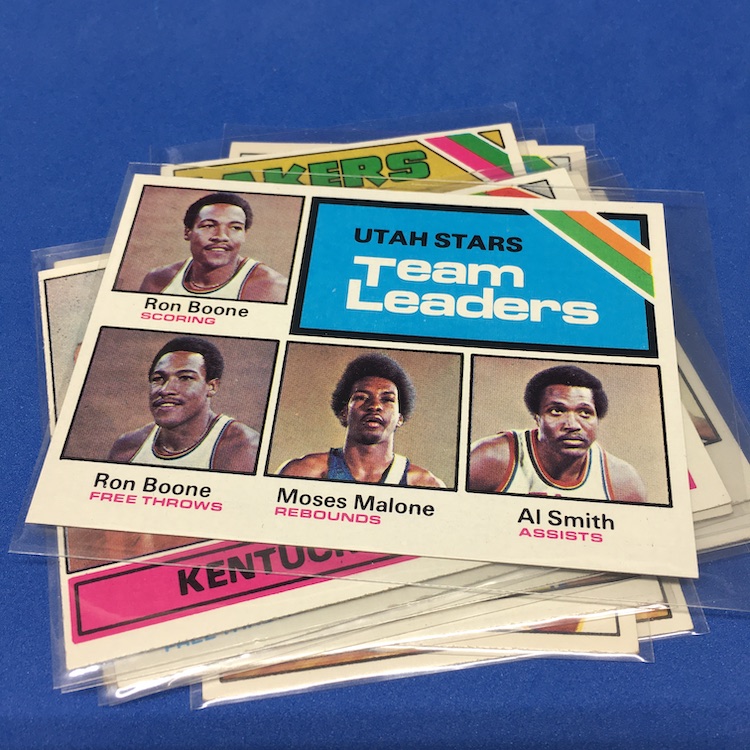 AKERS
UTAH STARS
Team
Leaders
Ron Boone
SCORING
Ron Boone
FREE THROWS
Moses Malone
REBOUNDS
Al Smith
ASSISTS
KENTUC